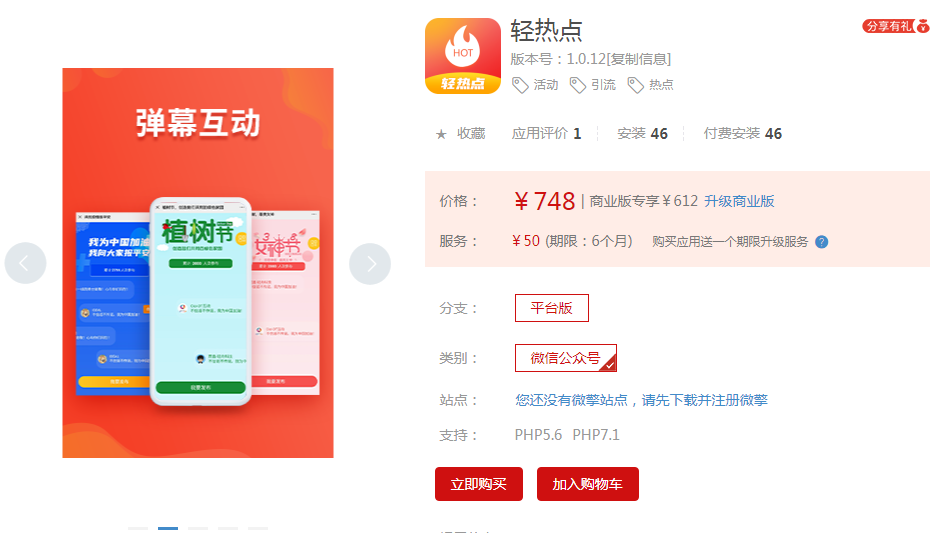 弹幕互动
我为中国加油
我向大家报平安
植树节
女神节
我要发布
HOT
轻热点
轻热点
分享有礼
版本号：1.0.12[复制信息]
活动 引流 热点
★ 收藏 应用评价 1 安装 46 付费安装 46
价格： ¥ 748 | 商业版专享 ¥ 612 升级商业版
服务： ¥ 50 (期限：6个月) 购买应用送一个期限升级服务 ?
分支： 平台版
类别： 微信公众号
站点： 您还没有微擎站点，请先下载并注册微擎
支持： PHP5.6 PHP7.1
立即购买 加入购物车